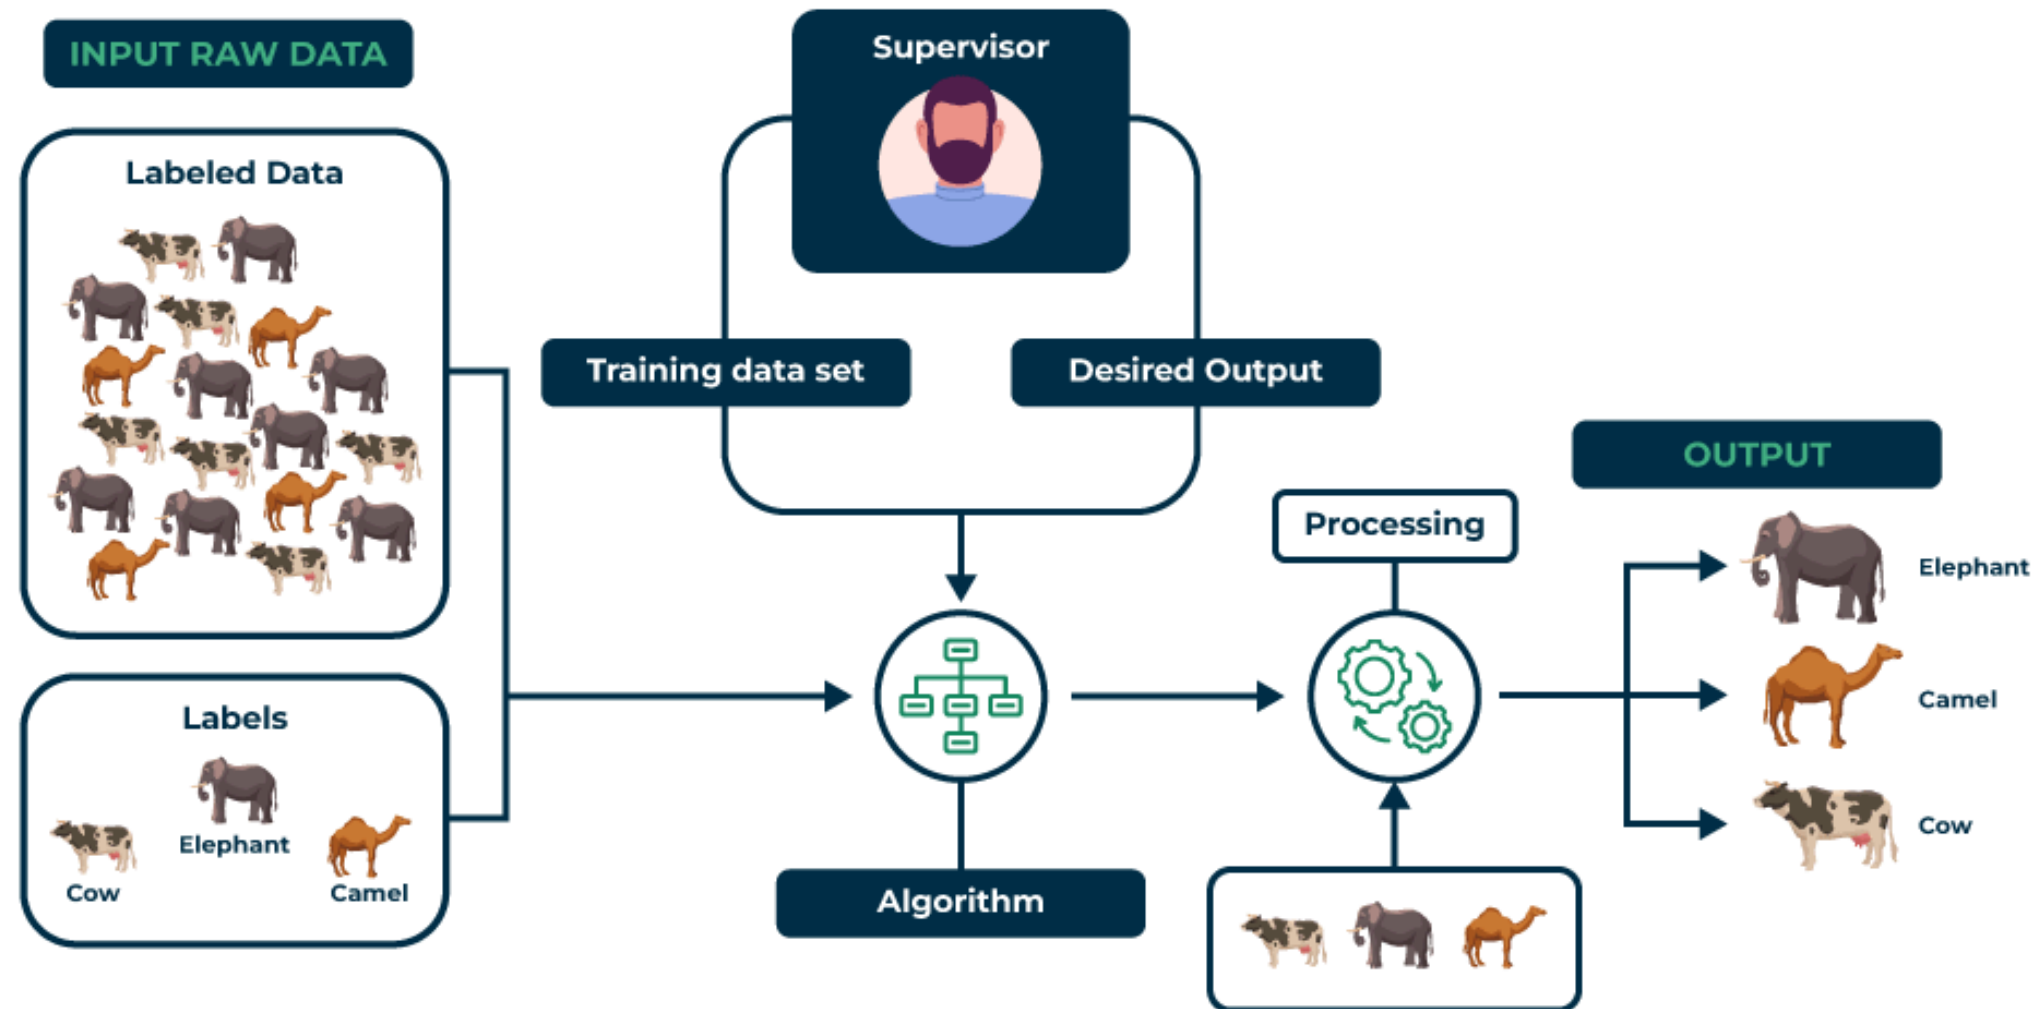 INPUT RAW DATA
Labeled Data
Labels
Elephant
Cow
Camel
Supervisor
Training data set
Desired Output
Algorithm
Processing
OUTPUT
Elephant
Camel
Cow